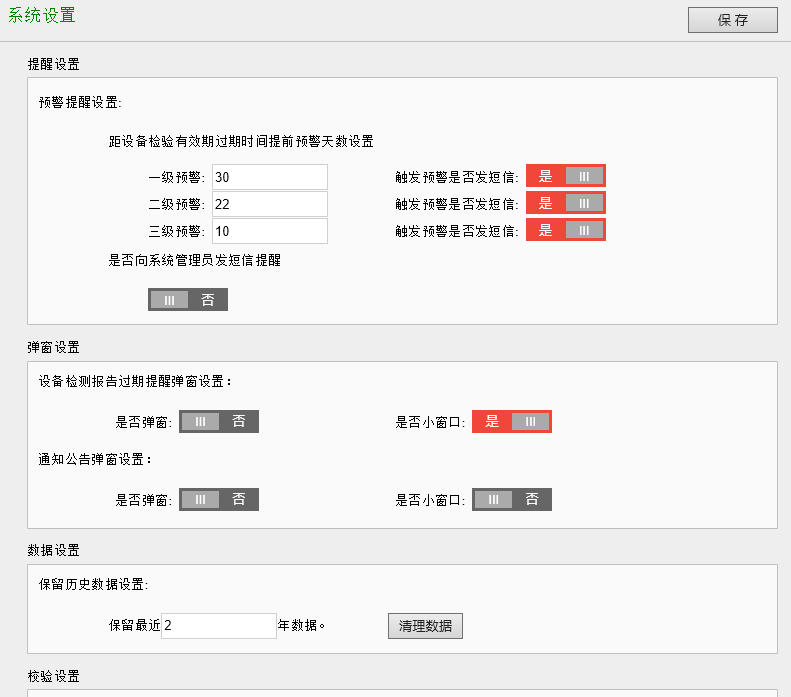 系统设置
保 存
提醒设置
预警提醒设置:
距设备检验有效期过期时间提前预警天数设置
一级预警: 30 触发预警是否发短信: 是
二级预警: 22 触发预警是否发短信: 是
三级预警: 10 触发预警是否发短信: 是
是否向系统管理员发短信提醒
否
弹窗设置
设备检测报告过期提醒弹窗设置：
是否弹窗: 否 是否小窗口: 是
通知公告弹窗设置：
是否弹窗: 否 是否小窗口: 否
数据设置
保留历史数据设置:
保留最近 2 年数据。 清理数据
校验设置